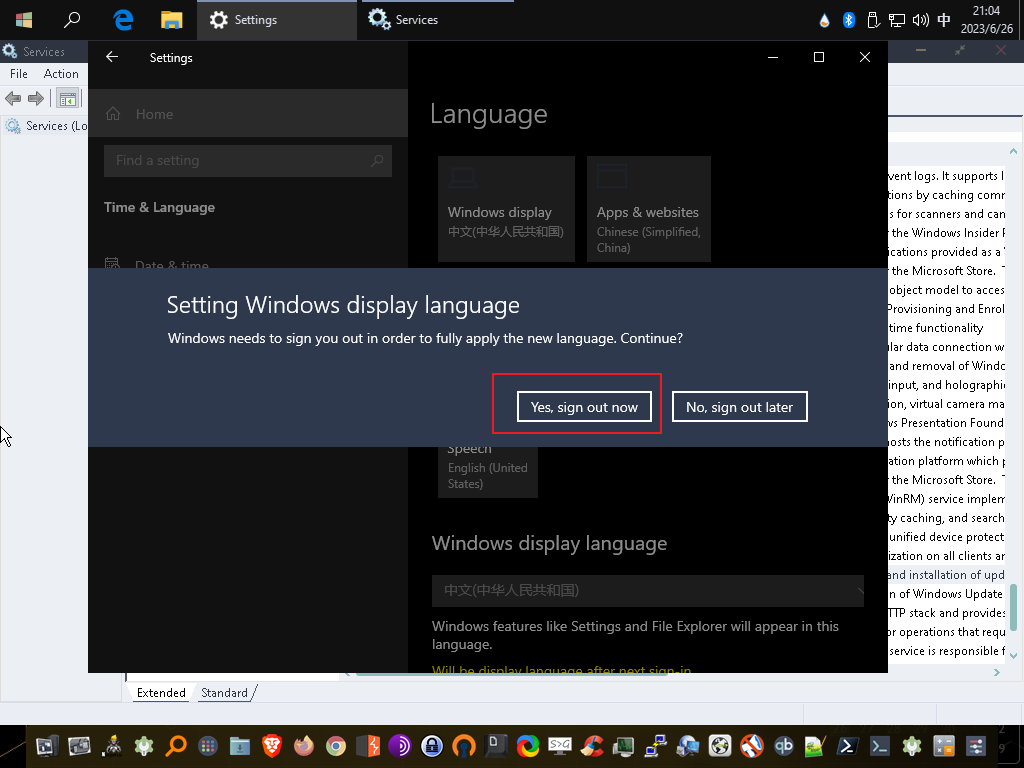 Settings
Services
中
21:04
2023/6/26
Services
File
Action
Services (Lo
Settings
Home
Find a setting
Time & Language
Date & time
Language
Windows display
中文(中华人民共和国)
Apps & websites
Chinese (Simplified,
China)
Setting Windows display language
Windows needs to sign you out in order to fully apply the new language. Continue?
Yes, sign out now
No, sign out later
Speech
English (United
States)
Windows display language
中文(中华人民共和国)
Windows features like Settings and File Explorer will appear in this
language.
Will be display language after next sign-in
vent logs. It supports
tions by caching comm
s for scanners and can
the Windows Insider
ications provided as a
the Microsoft Store.
object model to acces
Provisioning and Enrol
time functionality
lar data connection w
and removal of Windo
input, and holographi
ion, virtual camera ma
ws Presentation Found
osts the notification p
ation platform which p
the Microsoft Store.
WinRM) service implem
ty caching, and search
unified device protect
ization on all clients ar
and installation of upd
n of Windows Update
TTP stack and provides
or operations that requ
service is responsible f
Extended
Standard
SVG
qb